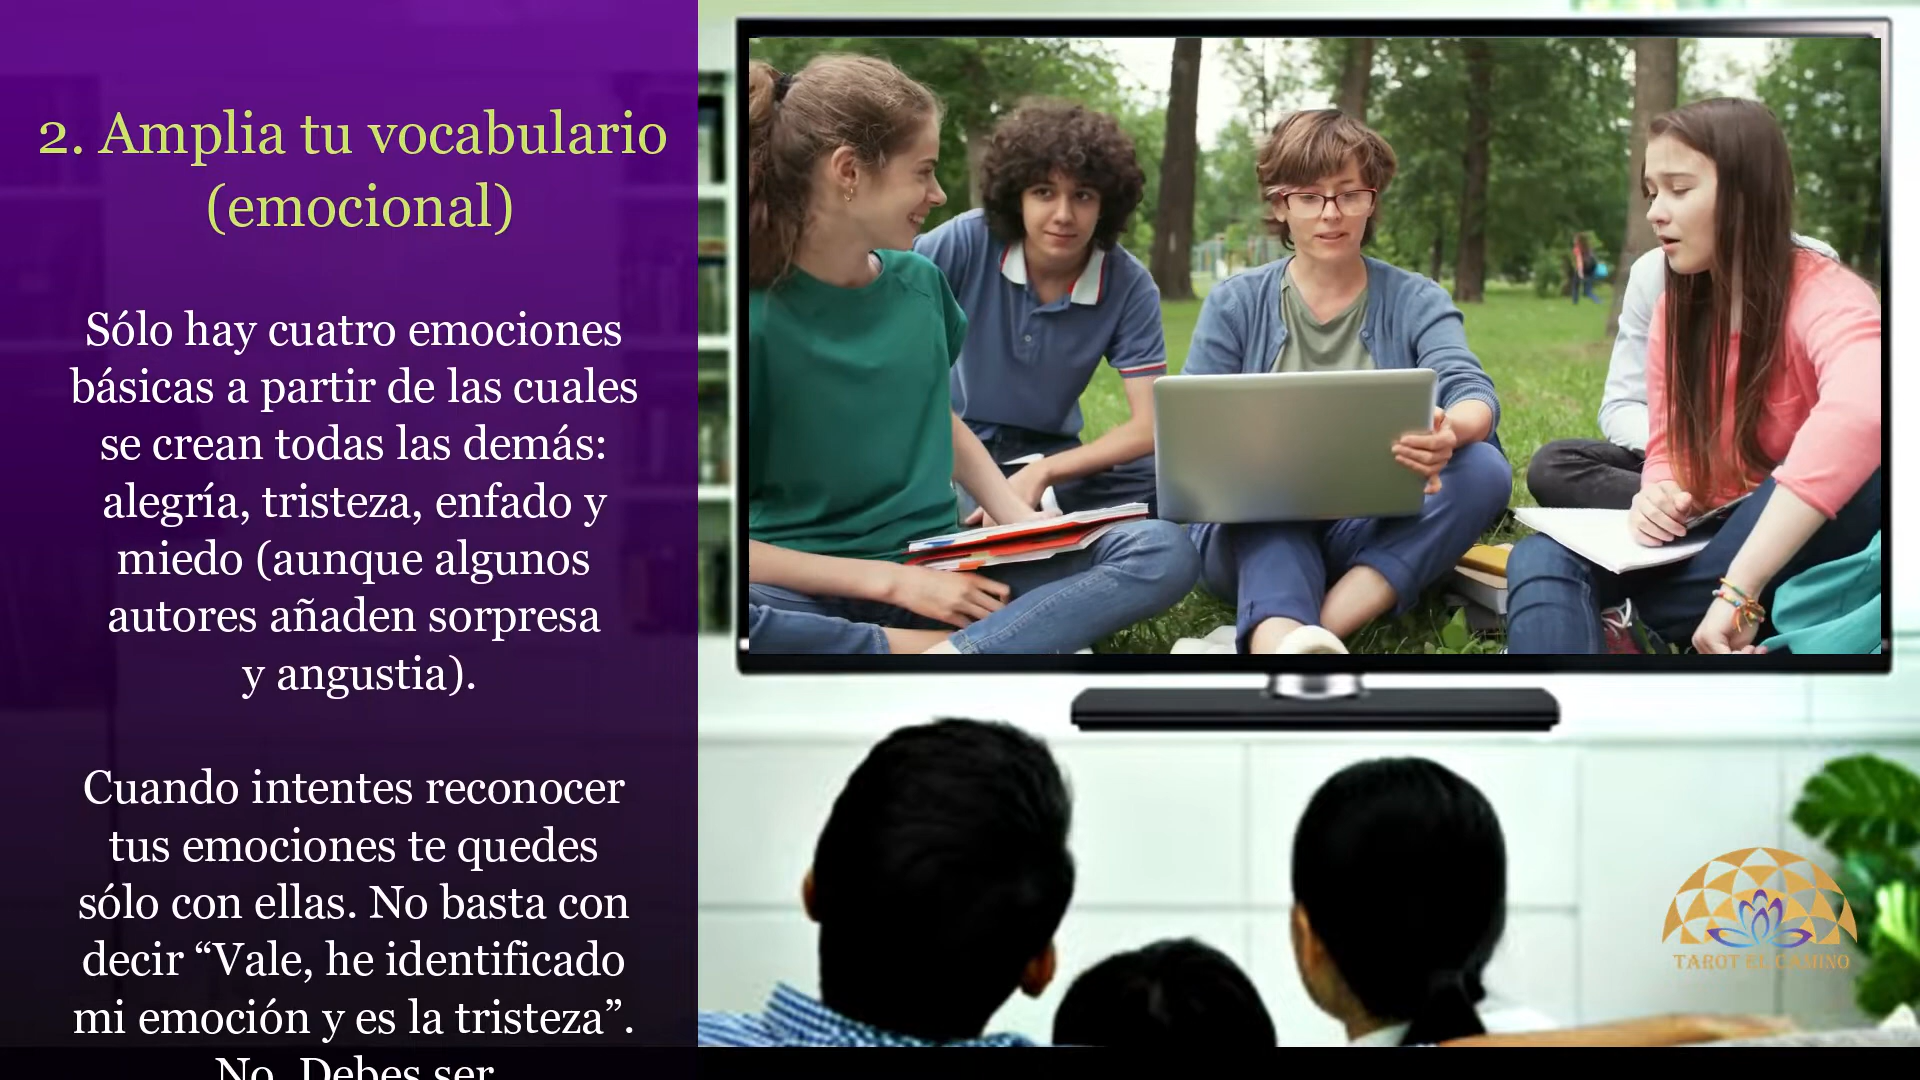 2. Amplia tu vocabulario
(emocional)
Sólo hay cuatro emociones
básicas a partir de las cuales
se crean todas las demás:
alegría, tristeza, enfado y
miedo (aunque algunos
autores añaden sorpresa
y angustia).
Cuando intentes reconocer
tus emociones te quedes
sólo con ellas. No basta con
decir “Vale, he identificado
mi emoción y es la tristeza”.
No. Debes ser
TAROT EL CAMINO